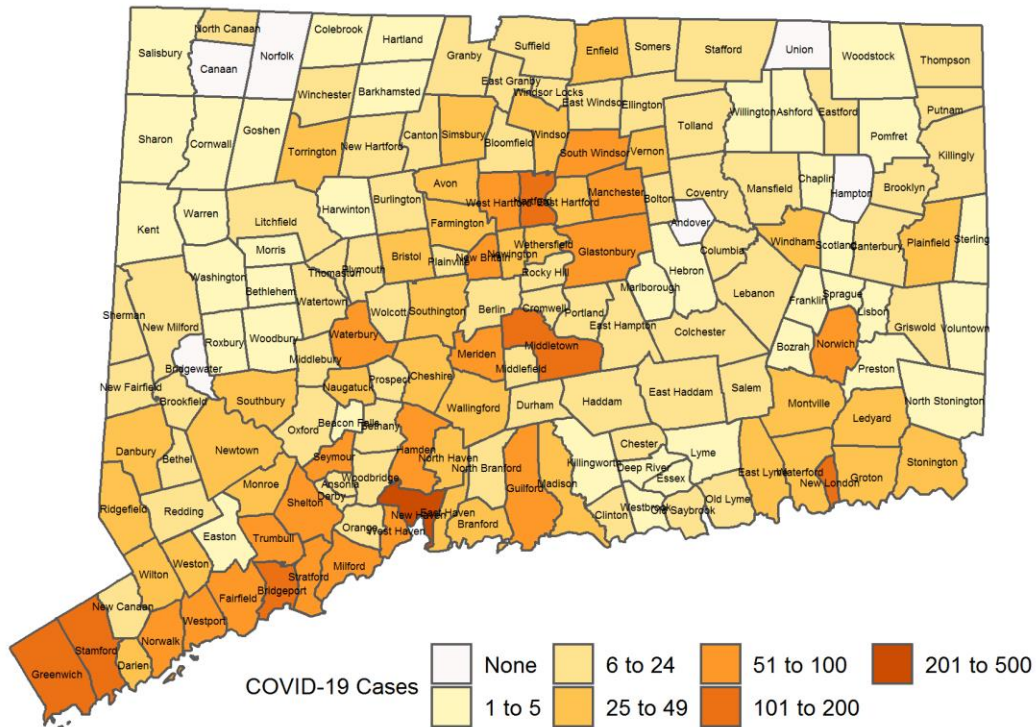 North Canaan
Colebrook
Hartland
Suffield
Enfield
Somers
Stafford
Union
Woodstock
Thompson
Salisbury
Canaan
Norfolk
Granby
East Granby
Windsor Locks
Winchester
Barkhamsted
East Windsor
Ellington
Willington
Ashford
Eastford
Putnam
Pomfret
Sharon
Cornwall
Goshen
Torrington
New Hartford
Canton
Simsbury
Bloomfield
Windsor
South Windsor
Vernon
Tolland
Killingly
Kent
Warren
Litchfield
Harwinton
Burlington
Avon
West Hartford
Hartford
East Hartford
Manchester
Bolton
Coventry
Mansfield
Chaplin
Hampton
Brooklyn
Andover
Farmington
Morris
Washington
Bethlehem
Thomaston
Plymouth
Bristol
Plainville
New Britain
Newington
Wethersfield
Rocky Hill
Glastonbury
Marlborough
Hebron
Columbia
Windham
Scotland
Canterbury
Plainfield
Sterling
Sherman
New Milford
Roxbury
Woodbury
Watertown
Wolcott
Southington
Berlin
Cromwell
Portland
East Hampton
Colchester
Lebanon
Franklin
Sprague
Lisbon
Griswold
Voluntown
Bridgewater
Middlebury
Waterbury
Meriden
Middletown
Middlefield
Bozrah
Norwich
Preston
New Fairfield
Brookfield
Southbury
Naugatuck
Prospect
Cheshire
Wallingford
Durham
Haddam
East Haddam
Salem
Montville
Ledyard
North Stonington
Danbury
Bethel
Newtown
Oxford
Beacon Falls
Bethany
Hamden
North Haven
North Branford
Guilford
Madison
Killingworth
Chester
Deep River
Essex
Lyme
East Lyme
Waterford
New London
Groton
Stonington
Seymour
Ansonia
Derby
Woodbridge
Ridgefield
Redding
Monroe
Shelton
Orange
New Haven
East Haven
West Haven
Branford
Clinton
Westbrook
Old Saybrook
Old Lyme
Easton
Trumbull
Wilton
Weston
Fairfield
Bridgeport
Stratford
Milford
New Canaan
Norwalk
Westport
Greenwich
Stamford
Darien
COVID-19 Cases
None
6 to 24
51 to 100
201 to 500
1 to 5
25 to 49
101 to 200